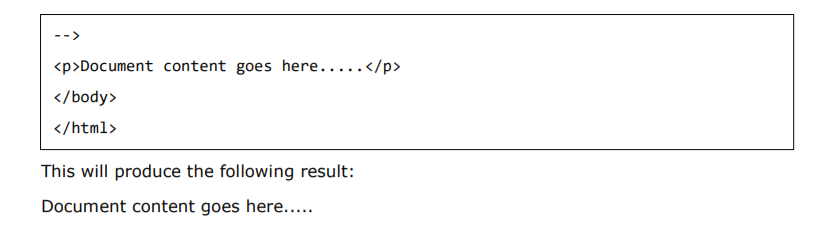 -->
<p>Document content goes here.....</p>
</body>
</html>
This will produce the following result:
Document content goes here.....